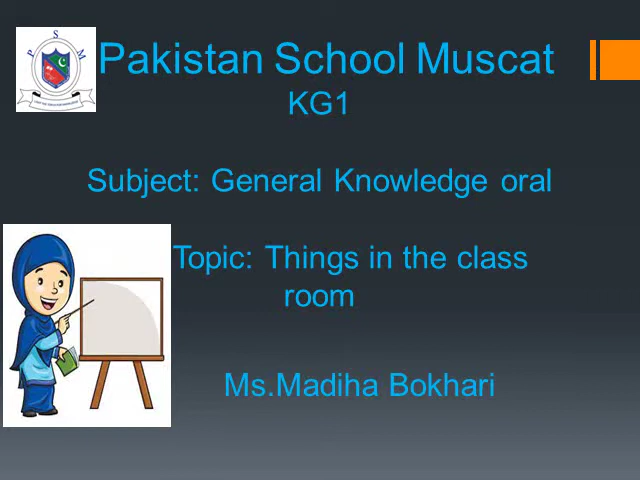 P S M
Pakistan School Muscat
KG1
Subject: General Knowledge oral
Topic: Things in the class
room
Ms.Madiha Bokhari